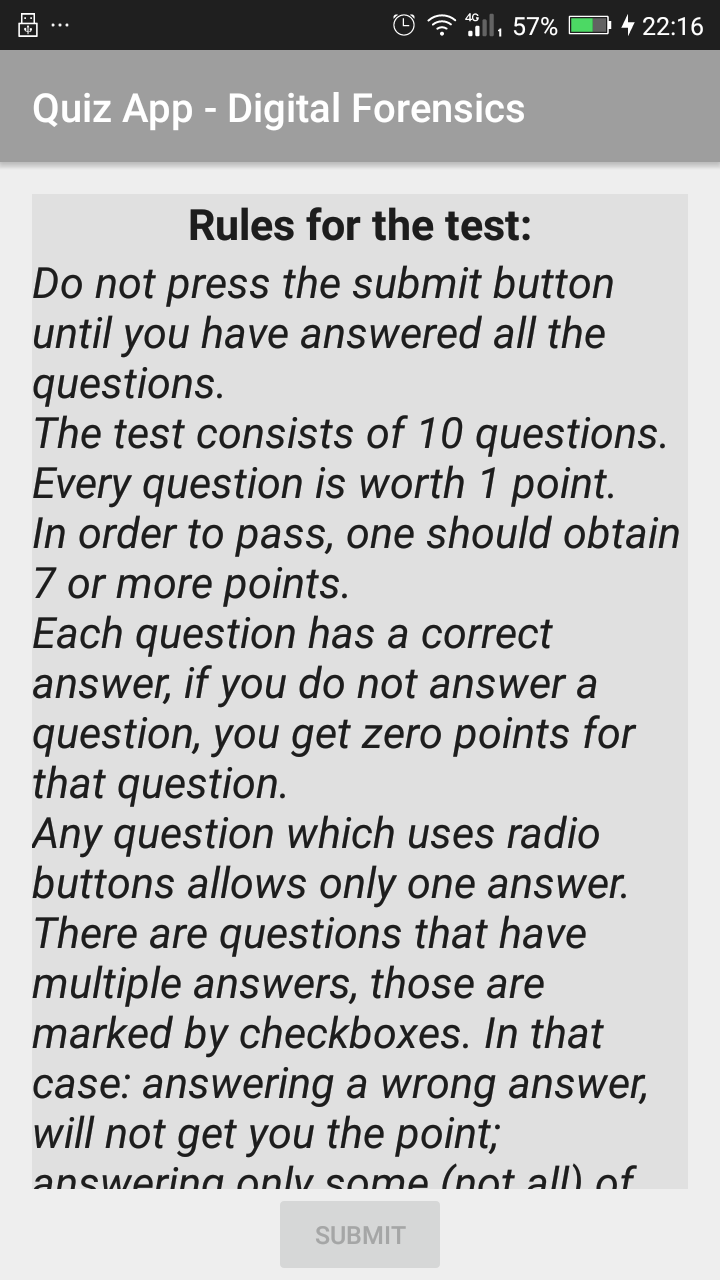 4G 1 57% 22:16
Quiz App - Digital Forensics
Rules for the test:
Do not press the submit button
until you have answered all the
questions.
The test consists of 10 questions.
Every question is worth 1 point.
In order to pass, one should obtain
7 or more points.
Each question has a correct
answer, if you do not answer a
question, you get zero points for
that question.
Any question which uses radio
buttons allows only one answer.
There are questions that have
multiple answers, those are
marked by checkboxes. In that
case: answering a wrong answer,
will not get you the point;
answering only some (not all) of
SUBMIT